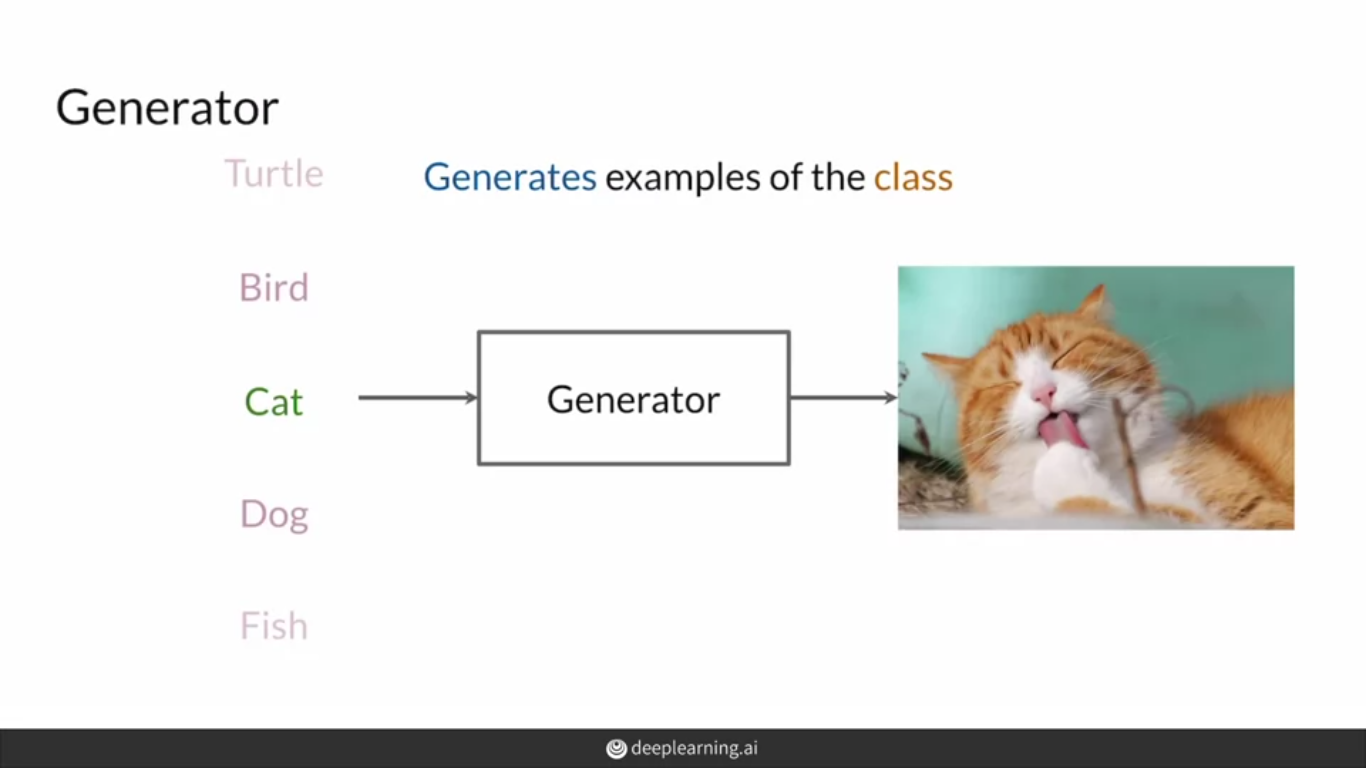 Generator
Turtle
Generates examples of the class
Bird
Cat
Generator
Dog
Fish
deeplearning.ai